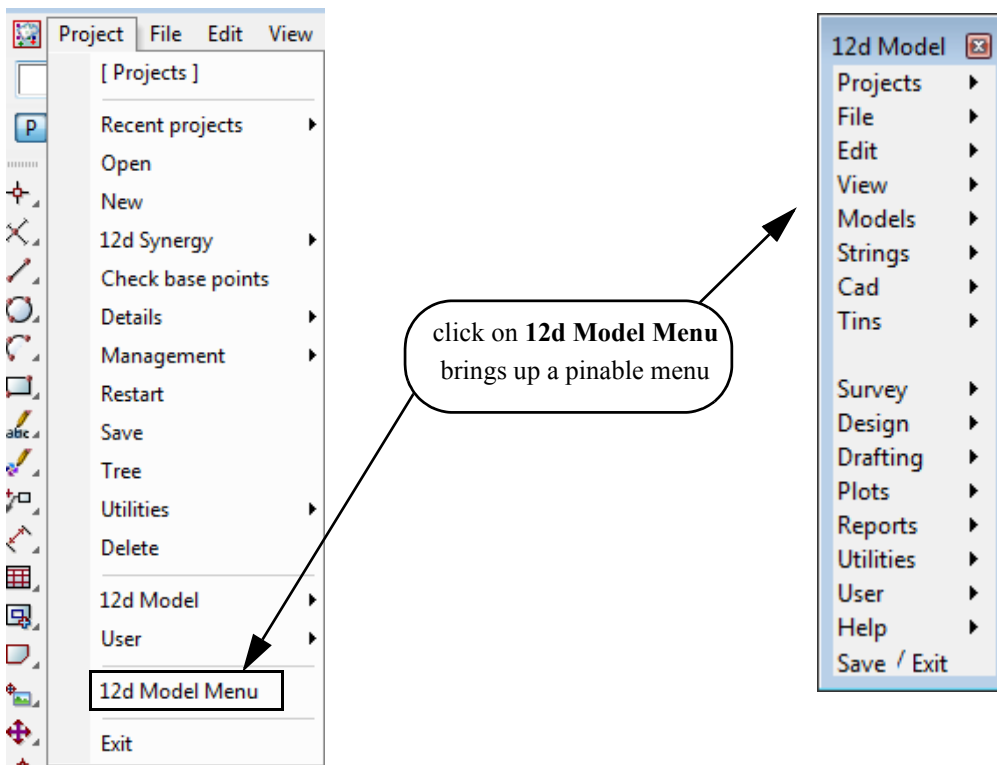 Project File Edit View
[ Projects ]
P
Recent projects
Open
New
12d Synergy
Check base points
Details
Management
Restart
abc
Save
Tree
Utilities
Delete
12d Model
User
12d Model Menu
Exit
click on 12d Model Menu
brings up a pinable menu
12d Model
Projects
File
Edit
View
Models
Strings
Cad
Tins
Survey
Design
Drafting
Plots
Reports
Utilities
User
Help
Save / Exit